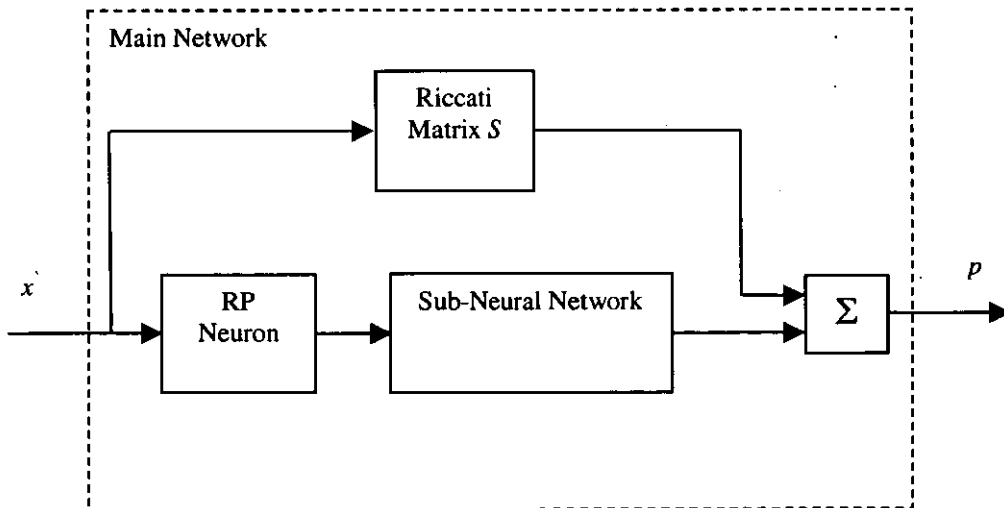 Main Network
Riccati
Matrix S
x`
RP
Neuron
Sub-Neural Network
Σ
p